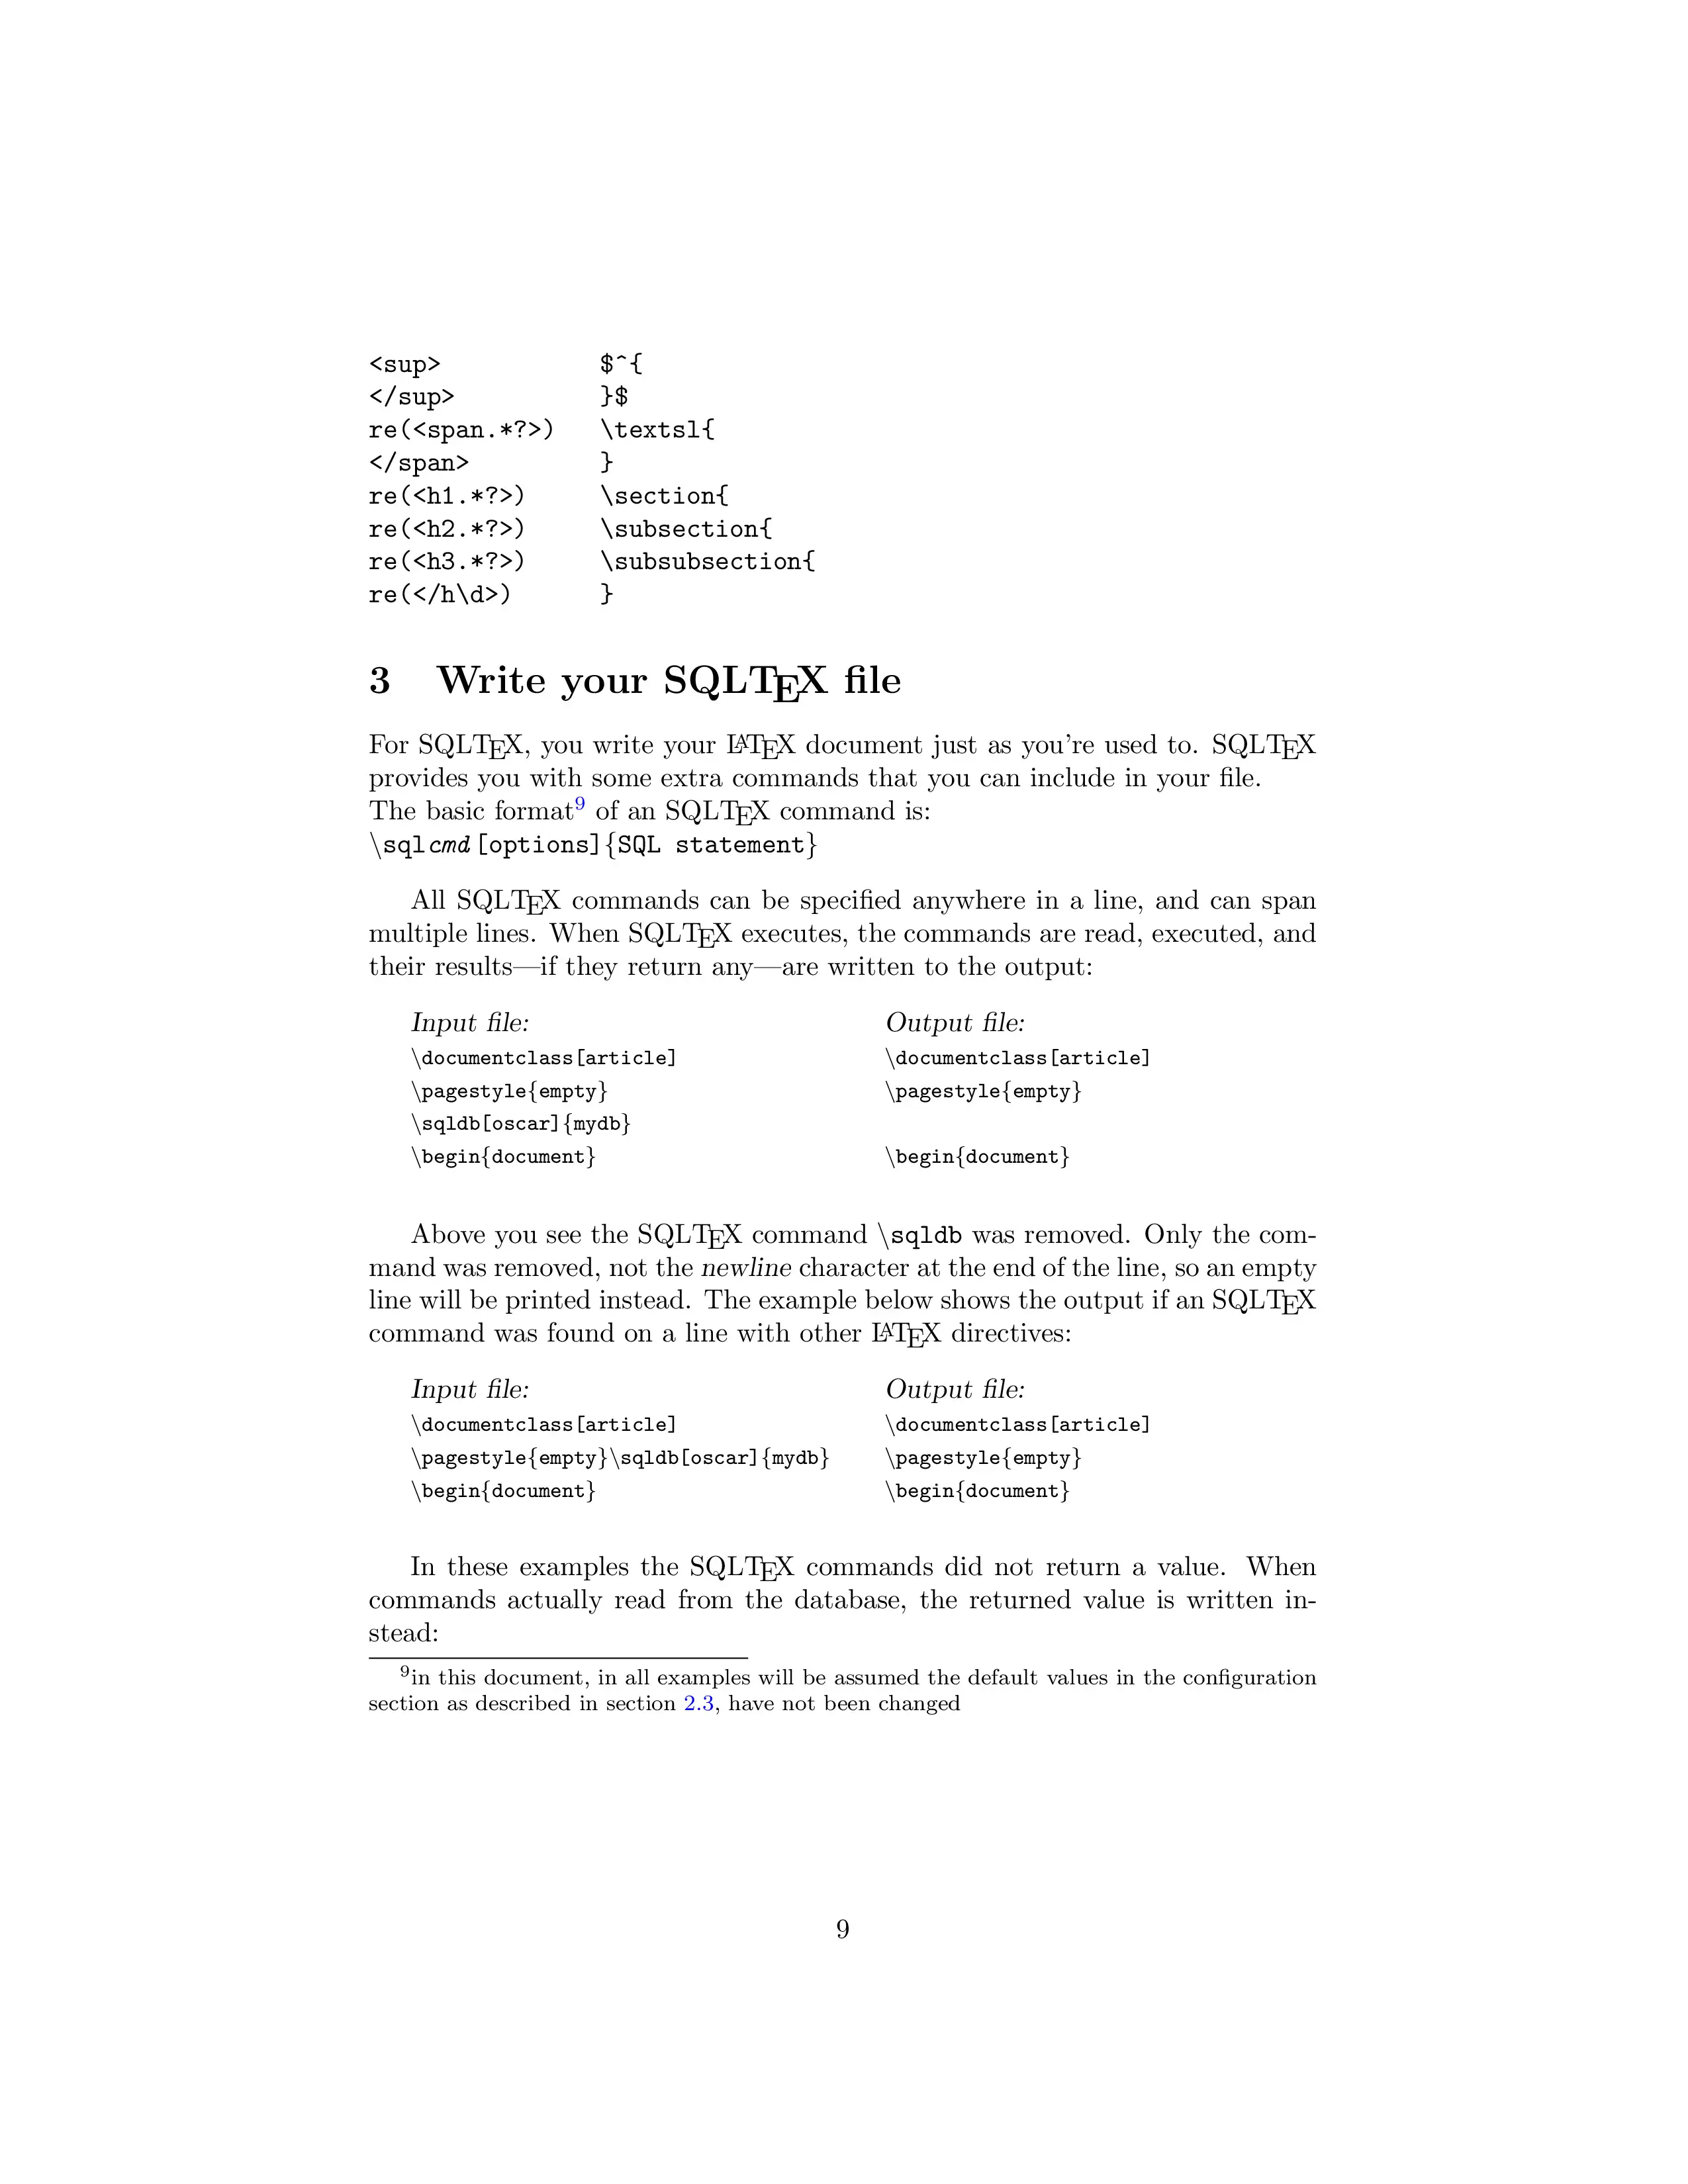 <sup> $^{
</sup> }$
re(<span.*?>) \textsl{
</span> }
re(<h1.*?>) \section{
re(<h2.*?>) \subsection{
re(<h3.*?>) \subsubsection{
re(</h\d>) }
3 Write your SQLTEX file
For SQLTEX, you write your LATEX document just as you're used to. SQLTEX
provides you with some extra commands that you can include in your file.
The basic format9 of an SQLTEX command is:
\sqlcmd[options]{SQL statement}
All SQLTEX commands can be specified anywhere in a line, and can span
multiple lines. When SQLTEX executes, the commands are read, executed, and
their results—if they return any—are written to the output:
Input file: Output file:
\documentclass[article] \documentclass[article]
\pagestyle{empty} \pagestyle{empty}
\sqldb[oscar]{mydb}
\begin{document} \begin{document}
Above you see the SQLTEX command \sqldb was removed. Only the com-
mand was removed, not the newline character at the end of the line, so an empty
line will be printed instead. The example below shows the output if an SQLTEX
command was found on a line with other LATEX directives:
Input file: Output file:
\documentclass[article] \documentclass[article]
\pagestyle{empty}\sqldb[oscar]{mydb} \pagestyle{empty}
\begin{document} \begin{document}
In these examples the SQLTEX commands did not return a value. When
commands actually read from the database, the returned value is written in-
stead:
9in this document, in all examples will be assumed the default values in the configuration
section as described in section 2.3, have not been changed
9